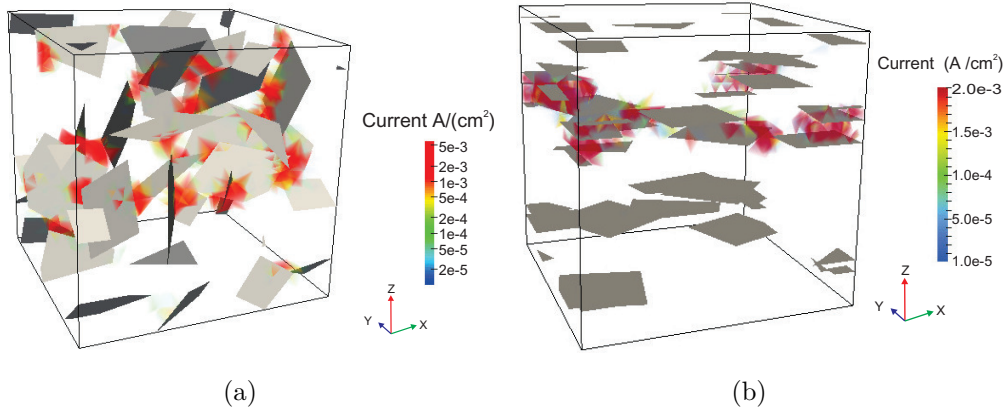 Current A/(cm²)
5e-3
2e-3
1e-3
5e-4
2e-4
1e-4
5e-5
2e-5
Z
Y
X
(a)
Current (A /cm²)
2.0e-3
1.5e-3
1.0e-4
5.0e-5
1.0e-5
Z
Y
X
(b)